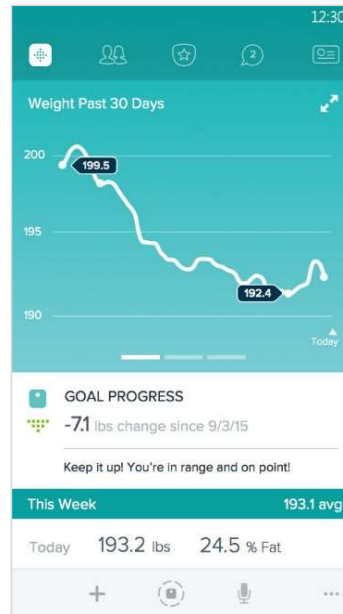 12:30
2
Weight Past 30 Days
200
199.5
195
192.4
190
Today
GOAL PROGRESS
-7.1 lbs change since 9/3/15
Keep it up! You're in range and on point!
This Week 193.1 avg
Today 193.2 lbs 24.5 % Fat